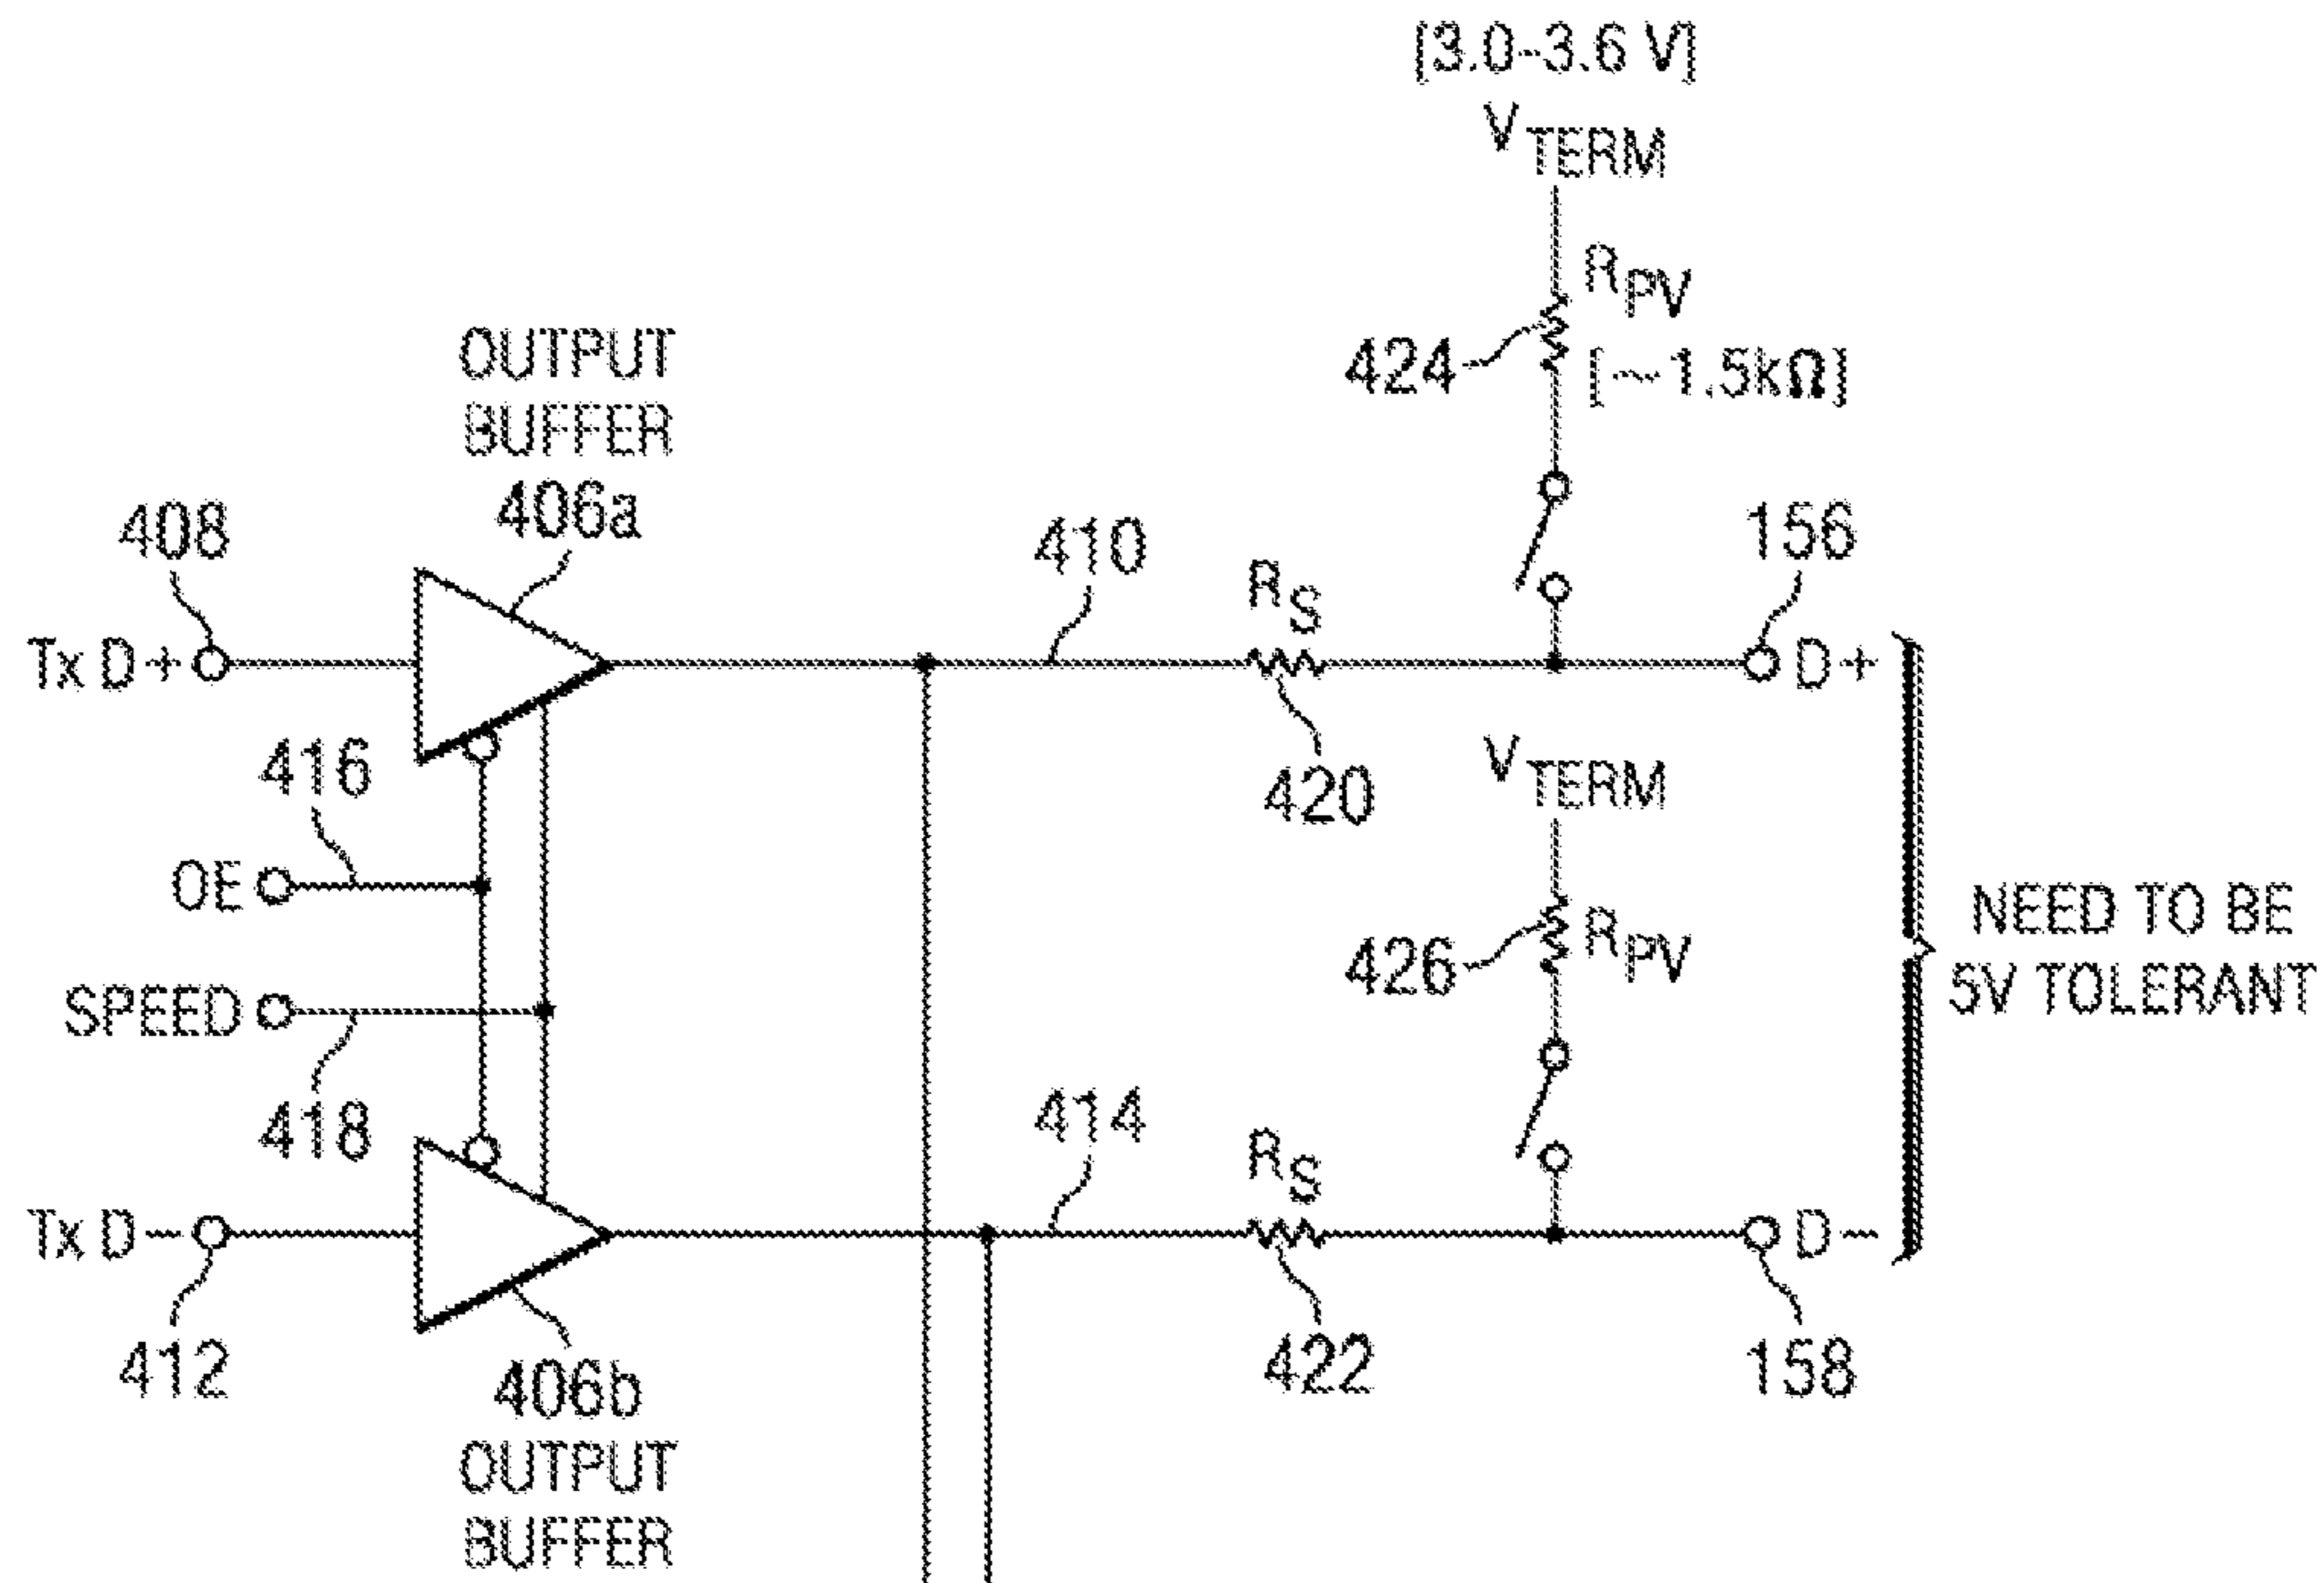 [3.0-3.6 V]
VTERM
RPV
424
[~1.5kΩ]
OUTPUT
BUFFER
406a
408
410
156
RS
Tx D+
D+
416
420
VTERM
OE
426
RPV
NEED TO BE
5V TOLERANT
SPEED
418
414
RS
Tx D-
D-
412
406b
422
158
OUTPUT
BUFFER